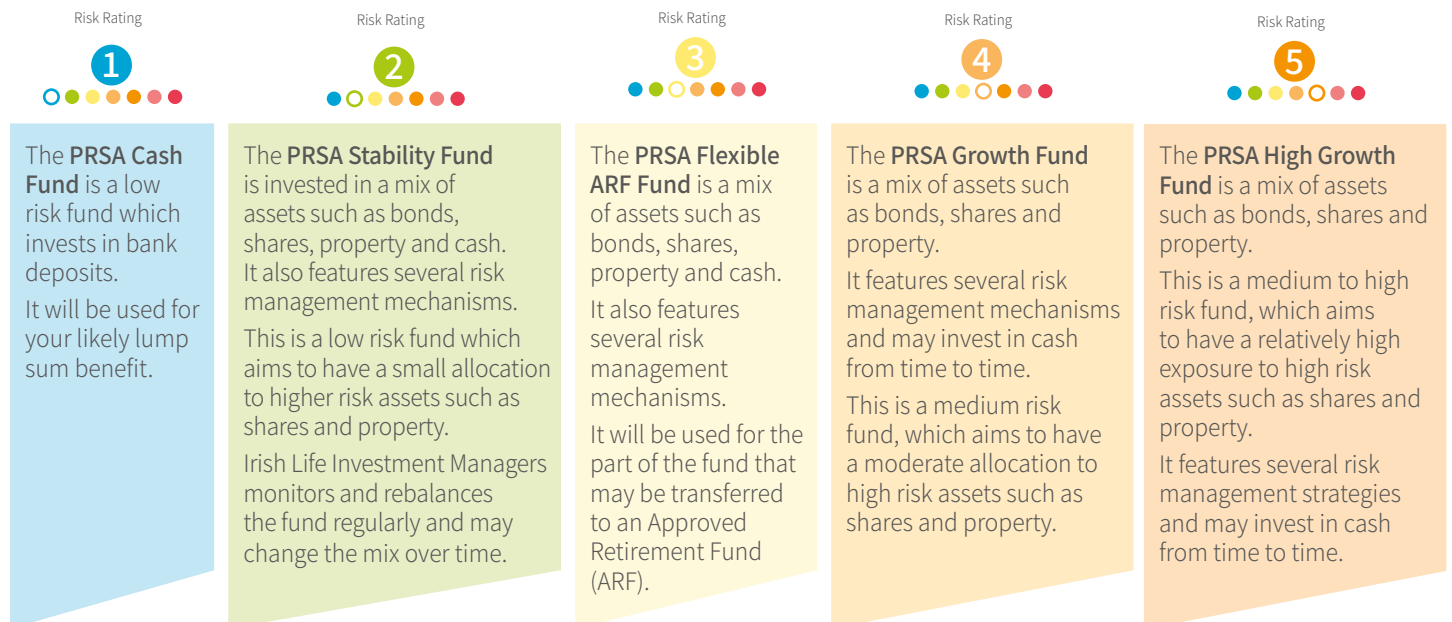 Risk Rating
1
The PRSA Cash
Fund is a low
risk fund which
invests in bank
deposits.
It will be used for
your likely lump
sum benefit.
Risk Rating
2
The PRSA Stability Fund
is invested in a mix of
assets such as bonds,
shares, property and cash.
It also features several risk
management mechanisms.
This is a low risk fund which
aims to have a small allocation
to higher risk assets such as
shares and property.
Irish Life Investment Managers
monitors and rebalances
the fund regularly and may
change the mix over time.
Risk Rating
3
The PRSA Flexible
ARF Fund is a mix
of assets such as
bonds, shares,
property and cash.
It also features
several risk
management
mechanisms.
It will be used for the
part of the fund that
may be transferred
to an Approved
Retirement Fund
(ARF).
Risk Rating
4
The PRSA Growth Fund
is a mix of assets such
as bonds, shares and
property.
It features several risk
management mechanisms
and may invest in cash
from time to time.
This is a medium risk
fund, which aims to have
a moderate allocation to
high risk assets such as
shares and property.
Risk Rating
5
The PRSA High Growth
Fund is a mix of assets
such as bonds, shares and
property.
This is a medium to high
risk fund, which aims
to have a relatively high
exposure to high risk
assets such as shares and
property.
It features several risk
management strategies
and may invest in cash
from time to time.